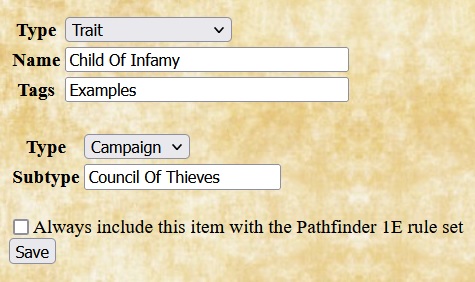 Type Trait
Name Child Of Infamy
Tags Examples
Type Campaign
Subtype Council Of Thieves
Always include this item with the Pathfinder 1E rule set
Save